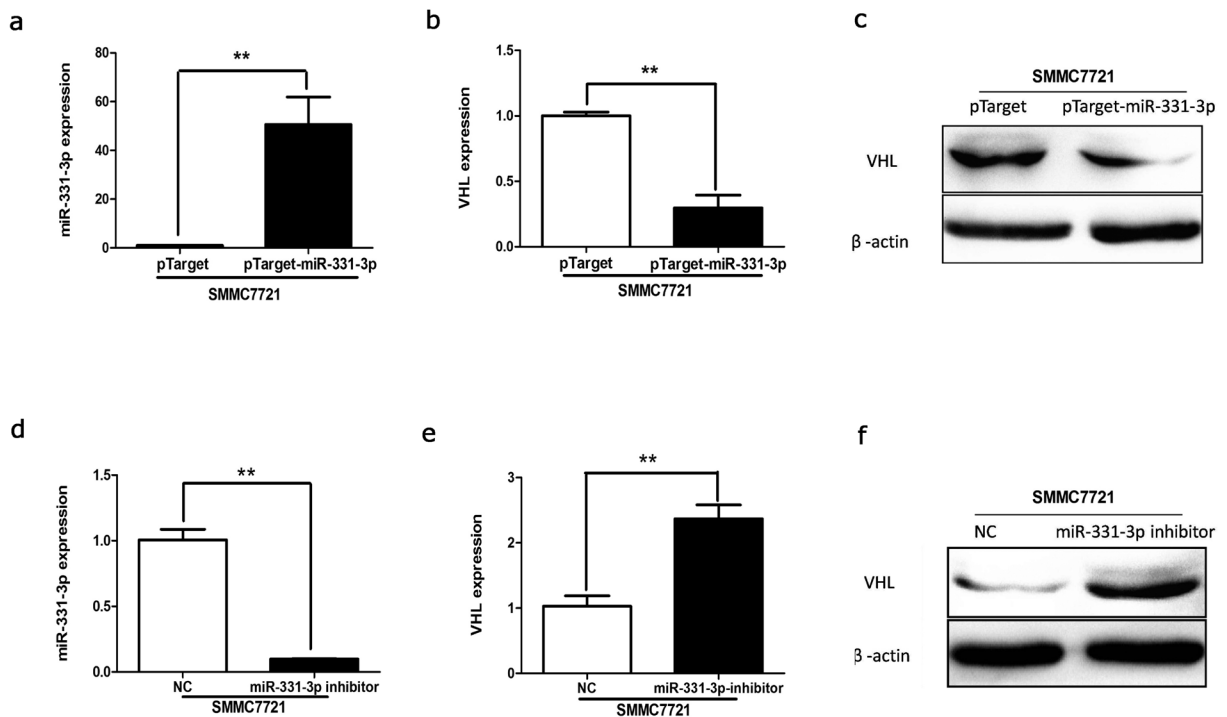 a
miR-331-3p expression
80
60
40
20
0
**
pTarget
pTarget-miR-331-3p
SMMC7721
b
VHL expression
1.5
1.0
0.5
0.0
**
pTarget
pTarget-miR-331-3p
SMMC7721
c
SMMC7721
pTarget pTarget-miR-331-3p
VHL
β -actin
d
miR-331-3p expression
1.5
1.0
0.5
0.0
**
NC
miR-331-3p inhibitor
SMMC7721
e
VHL expression
3
2
1
0
**
NC
miR-331-3p-inhibitor
SMMC7721
f
SMMC7721
NC miR-331-3p inhibitor
VHL
β -actin